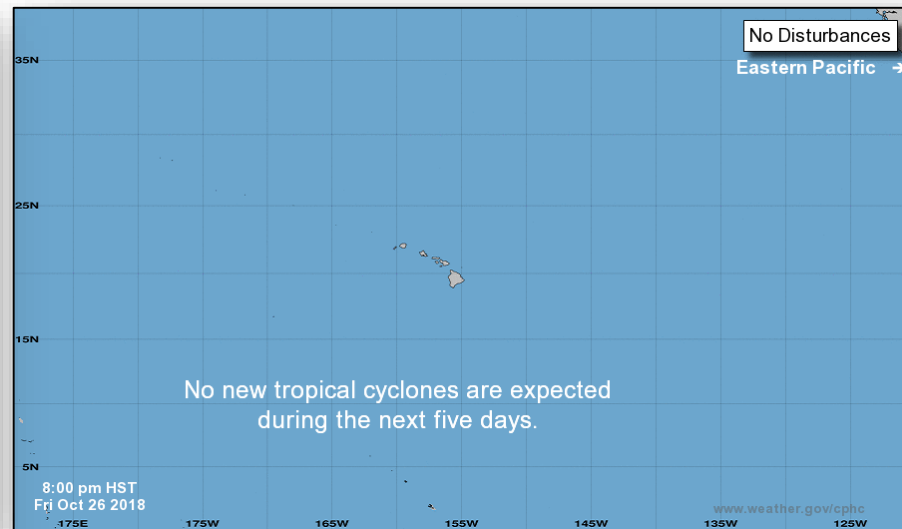 No Disturbances
35N
Eastern Pacific →
25N
15N
No new tropical cyclones are expected
during the next five days.
5N
8:00 pm HST
Fri Oct 26 2018
www.weather.gov/cphc
175E
175W
165W
155W
145W
135W
125W